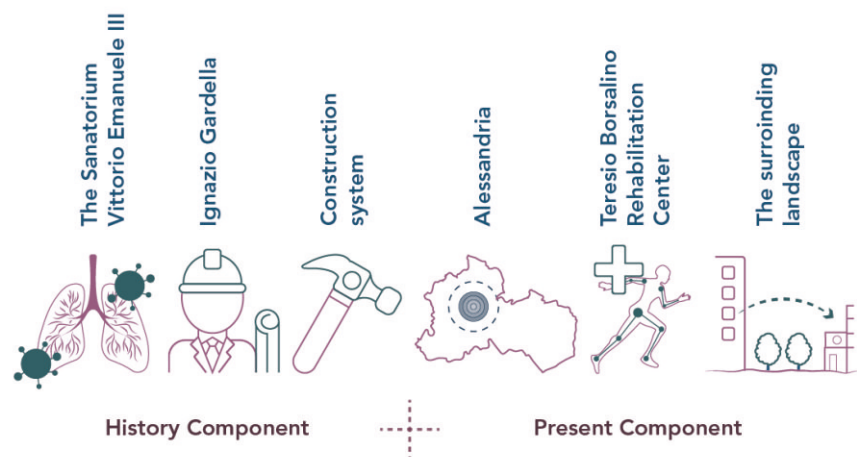 The Sanatorium
Vittorio Emanuele III
Ignazio Gardella
Construction
system
Alessandria
Teresio Borsalino
Rehabilitation
Center
The surroinding
landscape
History Component
Present Component